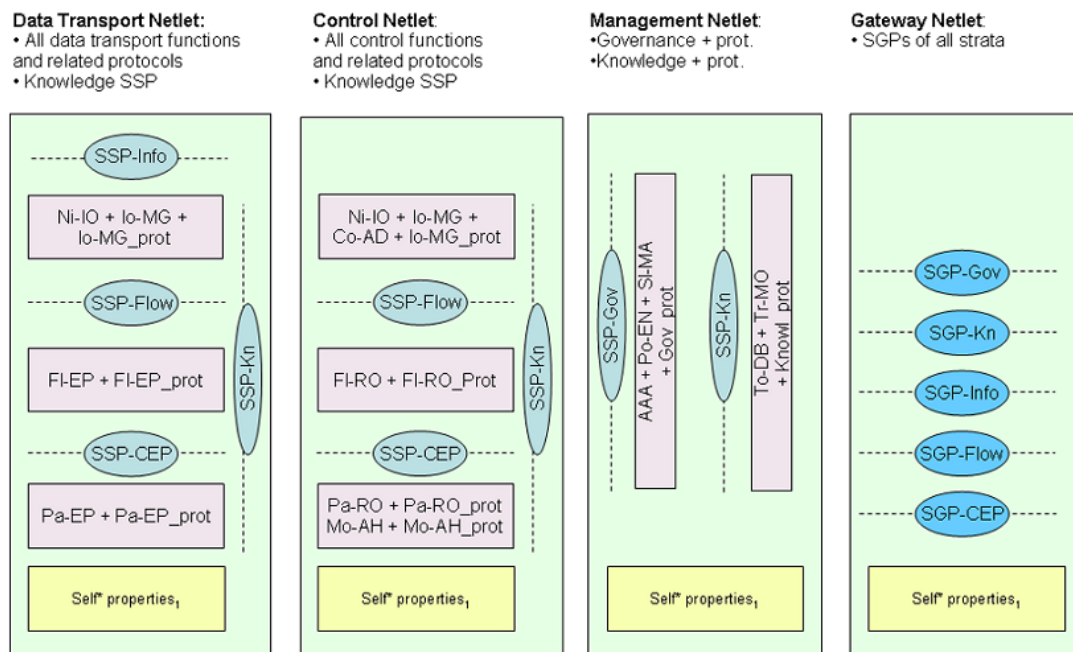 Data Transport Netlet:
• All data transport functions
and related protocols
• Knowledge SSP
SSP-Info
Ni-IO + Io-MG +
Io-MG_prot
SSP-Flow
Fl-EP + Fl-EP_prot
SSP-CEP
Pa-EP + Pa-EP_prot
SSP-Kn
Self* properties₁
Control Netlet:
• All control functions
and related protocols
• Knowledge SSP
Ni-IO + Io-MG +
Co-AD + Io-MG_prot
SSP-Flow
Fl-RO + Fl-RO_Prot
SSP-CEP
Pa-RO + Pa-RO_prot
Mo-AH + Mo-AH_prot
SSP-Kn
Self* properties₁
Management Netlet:
•Governance + prot.
•Knowledge + prot.
SSP-Gov
AAA + Po-EN + Sl-MA
+ Gov_prot
SSP-Kn
To-DB + Tr-MO
+ Knowl_prot
Self* properties₁
Gateway Netlet:
• SGPs of all strata
SGP-Gov
SGP-Kn
SGP-Info
SGP-Flow
SGP-CEP
Self* properties₁